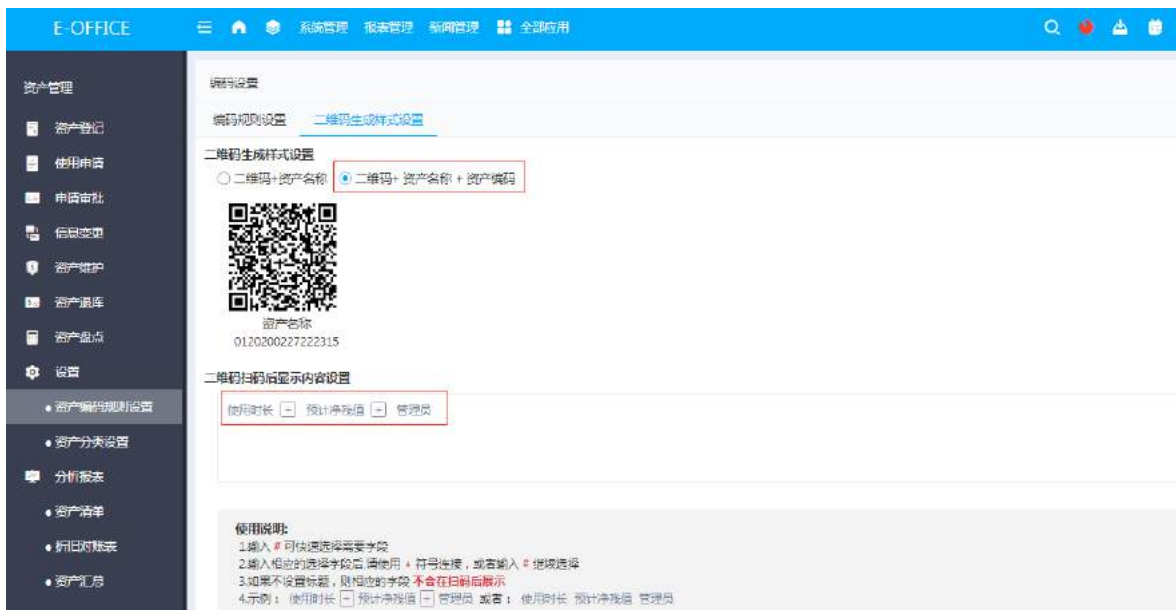 E-OFFICE 系统管理 报表管理 新闻管理 全部应用
资产管理
资产登记
使用申请
申请审批
信息变更
资产维护
资产退库
资产盘点
设置
资产编码规则设置
资产分类设置
分析报表
资产清单
折旧对账表
资产汇总
编码设置
编码规则设置 二维码生成样式设置
二维码生成样式设置
二维码+资产名称 二维码+ 资产名称 + 资产编码
资产名称
0120200227222315
二维码扫码后显示内容设置
使用时长 + 预计净残值 + 管理员
使用说明:
1.输入 # 可快速选择需要字段
2.输入相应的选择字段后,请使用 + 符号连接，或者输入 # 继续选择
3.如果不设置标题，则相应的字段 不会在扫码后展示
4.示例： 使用时长 + 预计净残值 + 管理员 或者： 使用时长 预计净残值 管理员